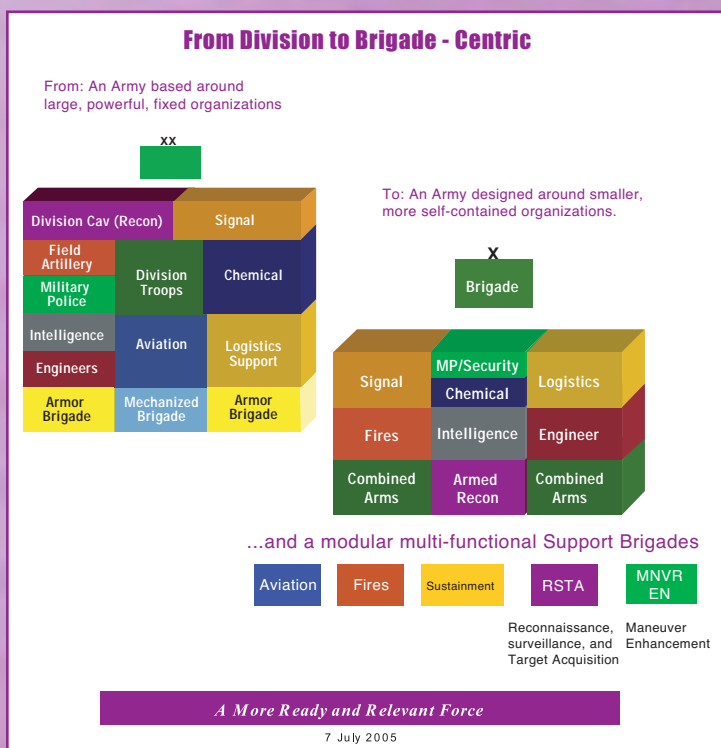 From Division to Brigade - Centric
From: An Army based around
large, powerful, fixed organizations
XX
Division Cav (Recon)
Signal
Field
Artillery
Military
Police
Division
Troops
Chemical
Intelligence
Engineers
Aviation
Logistics
Support
Armor
Brigade
Mechanized
Brigade
Armor
Brigade
To: An Army designed around smaller,
more self-contained organizations.
X
Brigade
Signal
MP/Security
Chemical
Logistics
Fires
Intelligence
Engineer
Combined
Arms
Armed
Recon
Combined
Arms
...and a modular multi-functional Support Brigades
Aviation
Fires
Sustainment
RSTA
MNVR
EN
Reconnaissance,
surveillance, and
Target Acquisition
Maneuver
Enhancement
A More Ready and Relevant Force
7 July 2005